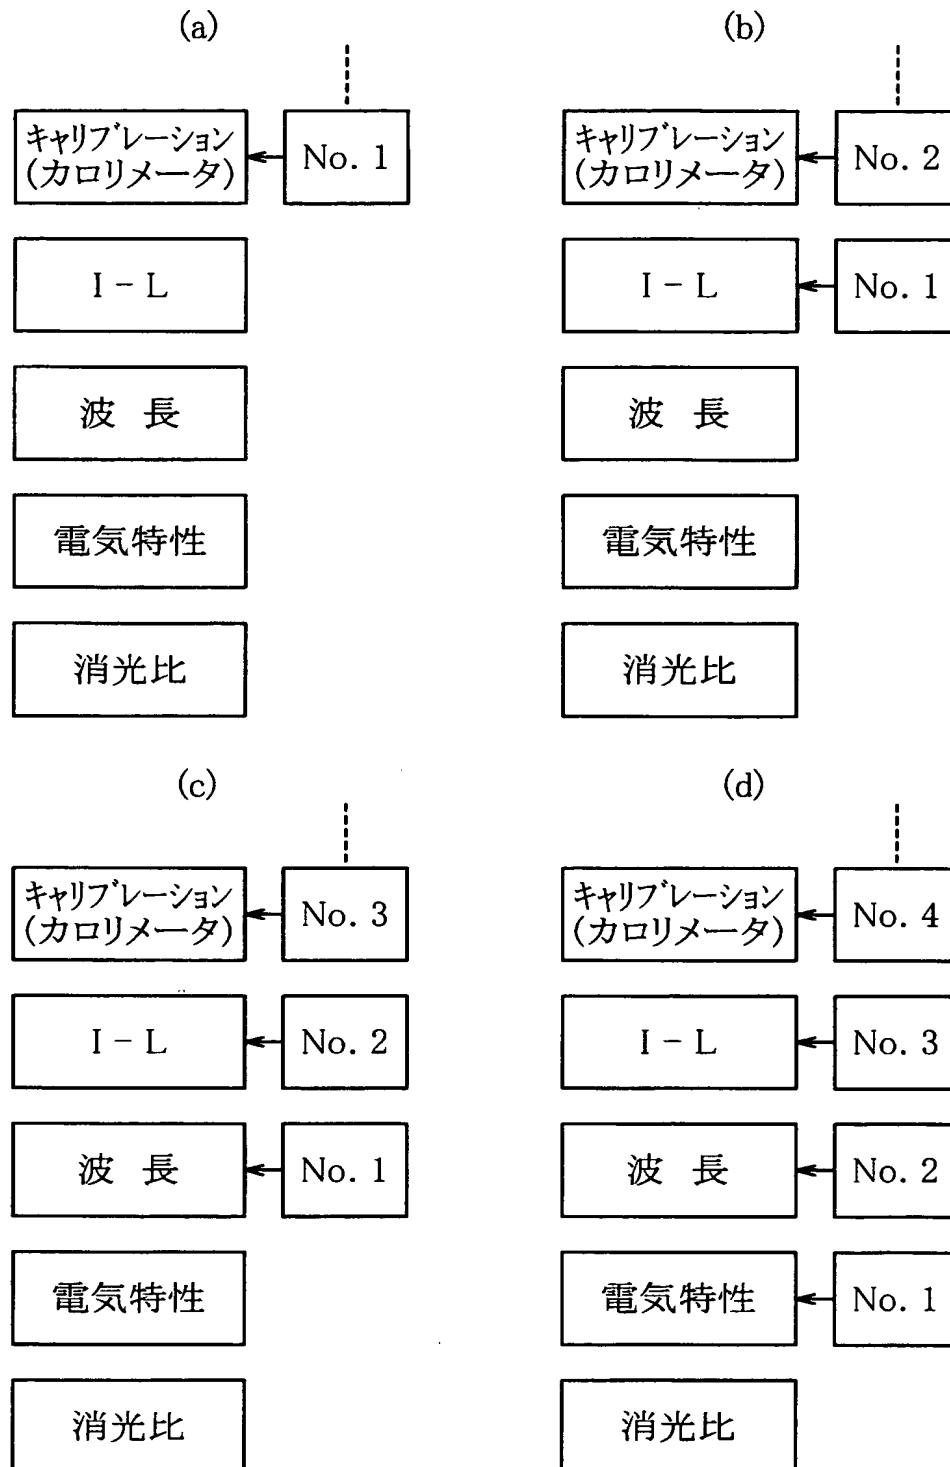 (a)
キャリブレーション
(カロリメータ)
No. 1
I - L
波 長
電気特性
消光比
(b)
キャリブレーション
(カロリメータ)
No. 2
I - L
No. 1
波 長
電気特性
消光比
(c)
キャリブレーション
(カロリメータ)
No. 3
I - L
No. 2
波 長
No. 1
電気特性
消光比
(d)
キャリブレーション
(カロリメータ)
No. 4
I - L
No. 3
波 長
No. 2
電気特性
No. 1
消光比